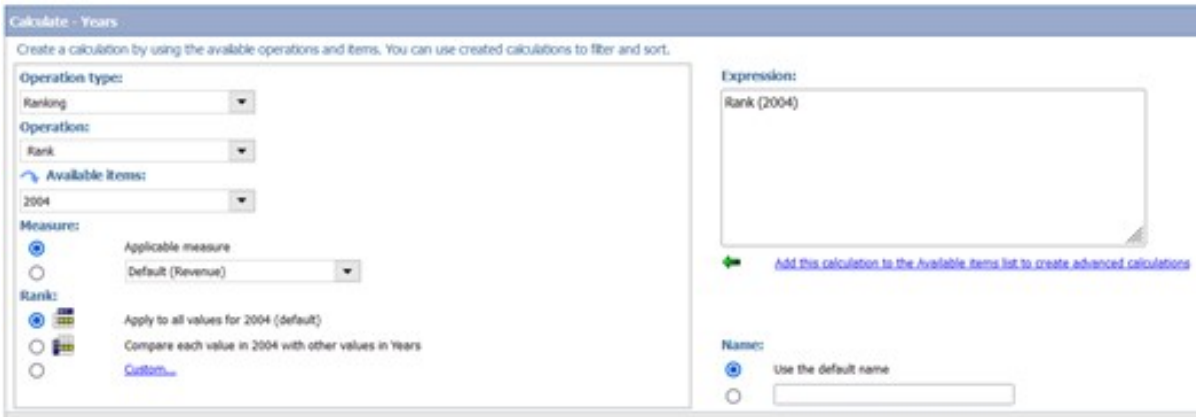 Calculate - Years
Create a calculation by using the available operations and items. You can use created calculations to filter and sort.
Operation type:
Ranking
Operation:
Rank
Available items:
2004
Measure:
Applicable measure
Default (Revenue)
Rank:
Apply to all values for 2004 (default)
Compare each value in 2004 with other values in Years
Custom...
Expression:
Rank (2004)
Add this calculation to the Available items list to create advanced calculations
Name:
Use the default name